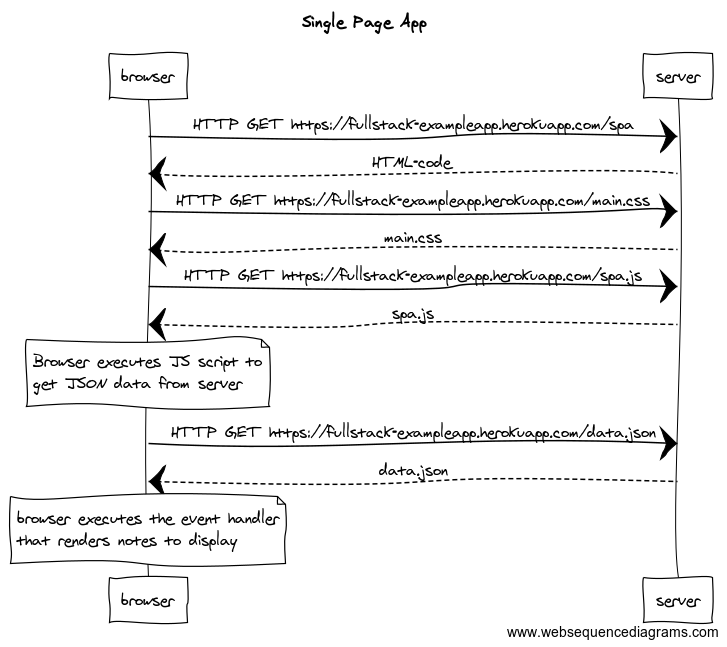 Single Page App
browser
server
HTTP GET https://fullstack-exampleapp.herokuapp.com/spa
HTML-code
HTTP GET https://fullstack-exampleapp.herokuapp.com/main.css
main.css
HTTP GET https://fullstack-exampleapp.herokuapp.com/spa.js
spa.js
Browser executes JS script to
get JSON data from server
HTTP GET https://fullstack-exampleapp.herokuapp.com/data.json
data.json
browser executes the event handler
that renders notes to display
browser
server
www.websequencediagrams.com